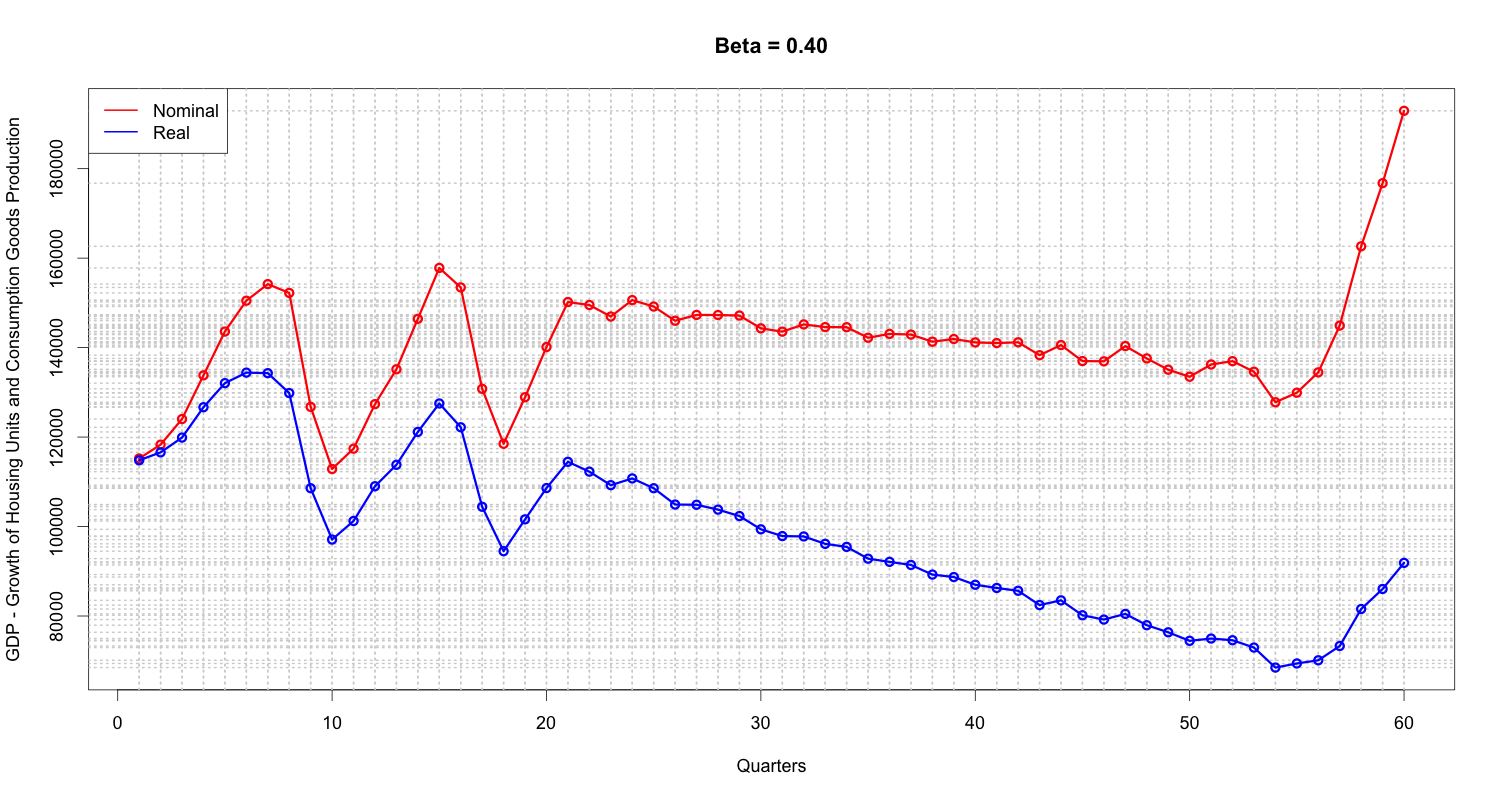 Beta = 0.40
Nominal
Real
GDP - Growth of Housing Units and Consumption Goods Production
180000
160000
140000
120000
100000
80000
0 10 20 30 40 50 60
Quarters